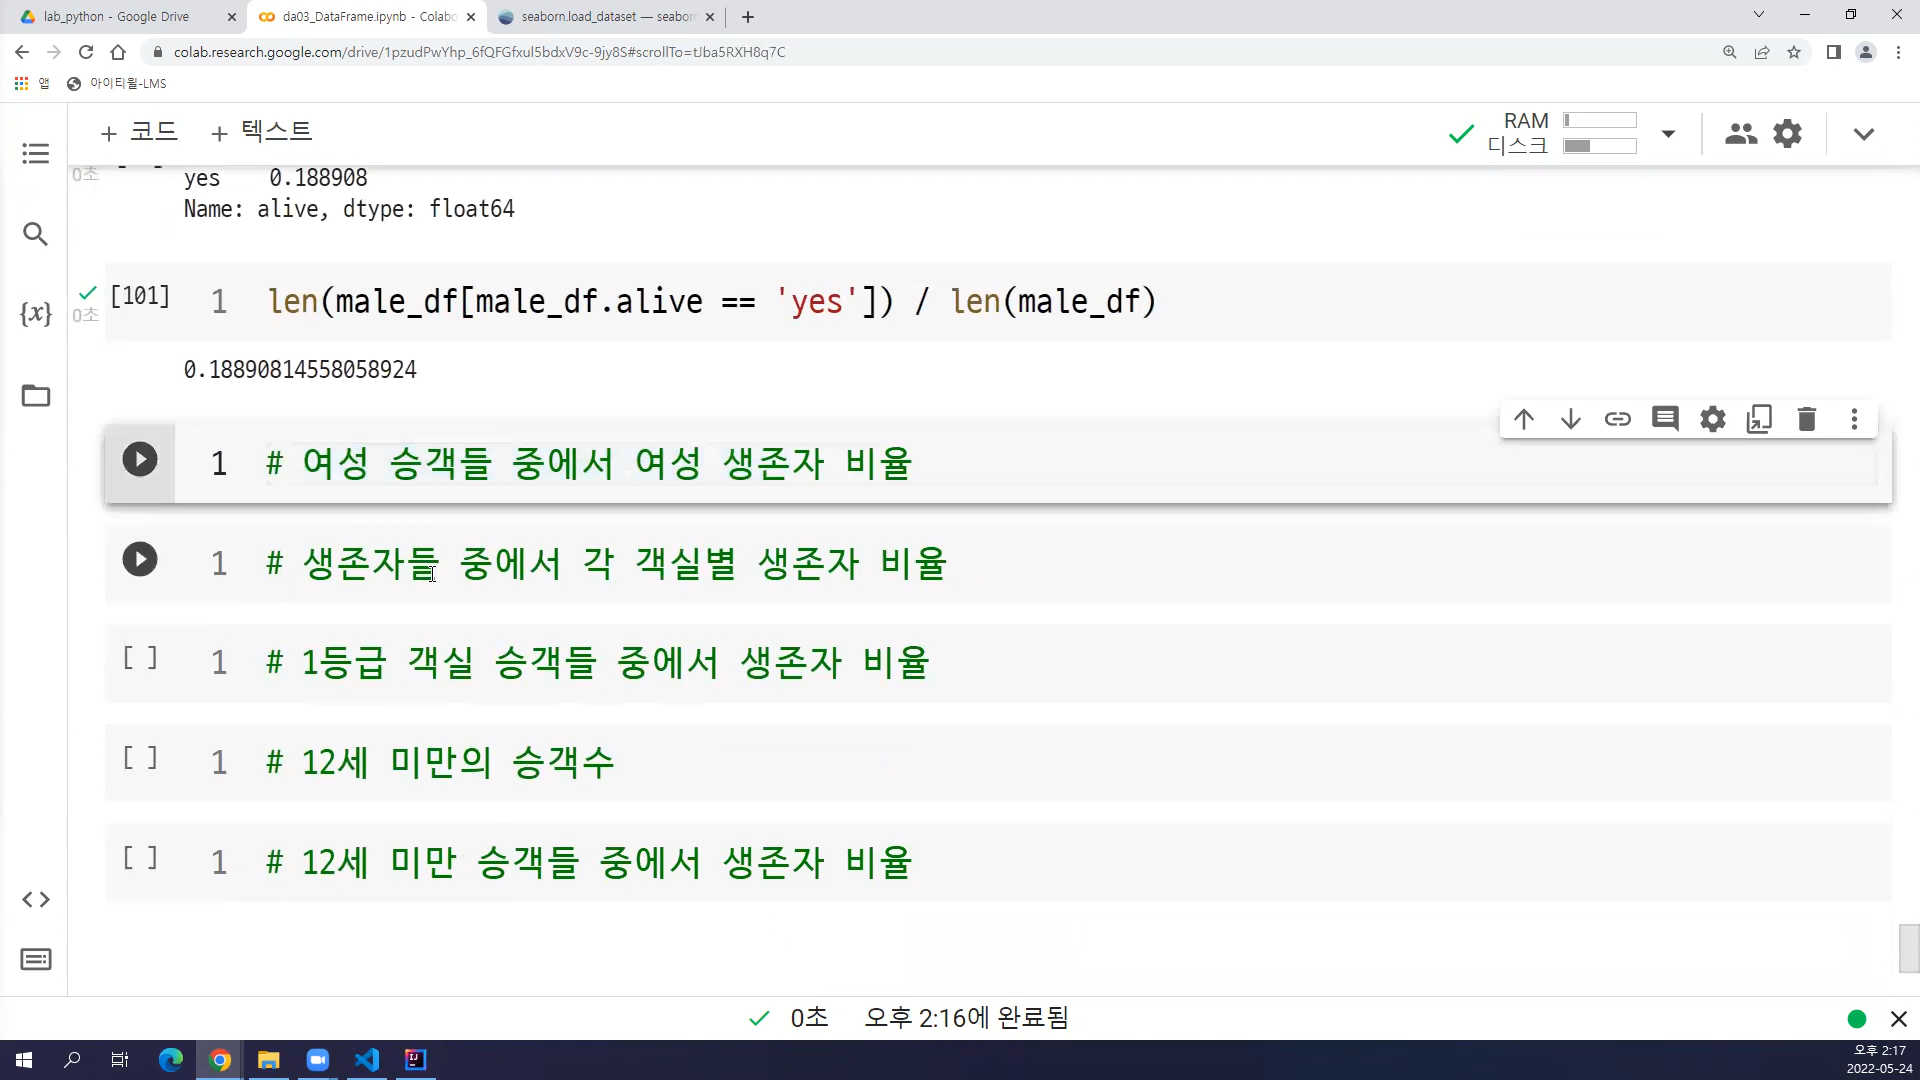 lab_python - Google Drive
da03_DataFrame.ipynb - Colabo
seaborn.load_dataset — seaborn
colab.research.google.com/drive/1pzudPwYhp_6fQFGfxul5bdxV9c-9jy8S#scrollTo=tJba5RXH8q7C
앱
아이티윌-LMS
+ 코드
+ 텍스트
RAM
디스크
0초
yes 0.188908
Name: alive, dtype: float64
[101]
0초
1 len(male_df[male_df.alive == 'yes']) / len(male_df)
0.18890814558058924
1 # 여성 승객들 중에서 여성 생존자 비율
1 # 생존자들 중에서 각 객실별 생존자 비율
[ ] 1 # 1등급 객실 승객들 중에서 생존자 비율
[ ] 1 # 12세 미만의 승객수
[ ] 1 # 12세 미만 승객들 중에서 생존자 비율
0초 오후 2:16에 완료됨
오후 2:17
2022-05-24